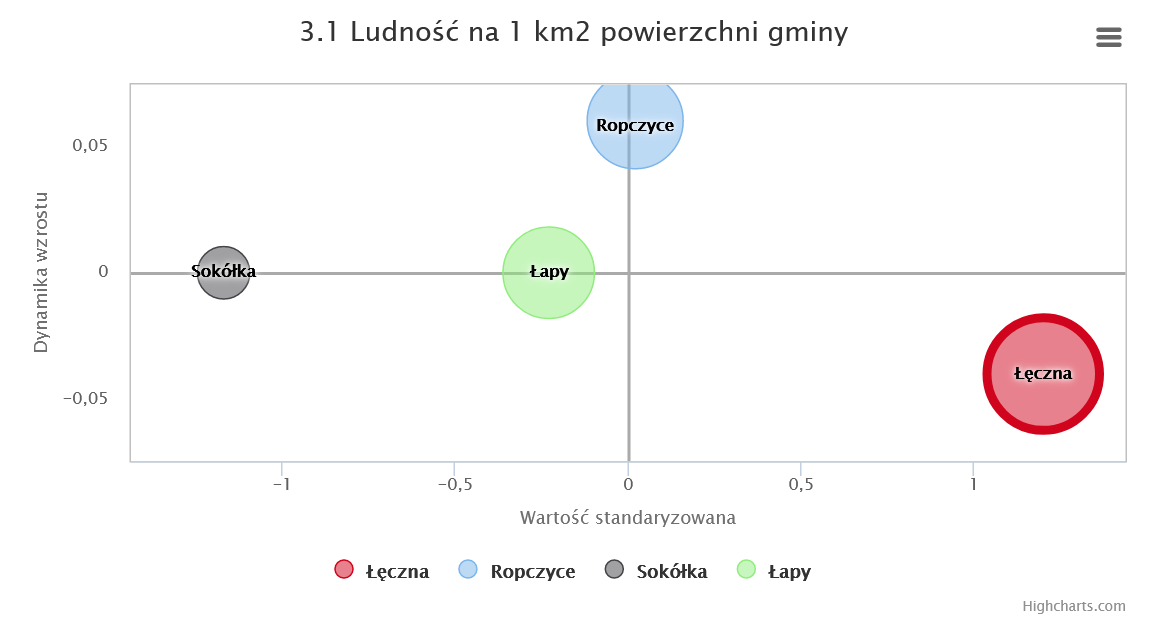 3.1 Ludność na 1 km2 powierzchni gminy
Dynamika wzrostu
0,05
0
−0,05
Ropczyce
Sokółka
Łapy
Łęczna
−1
−0,5
0
0,5
1
Wartość standaryzowana
Łęczna
Ropczyce
Sokółka
Łapy
Highcharts.com